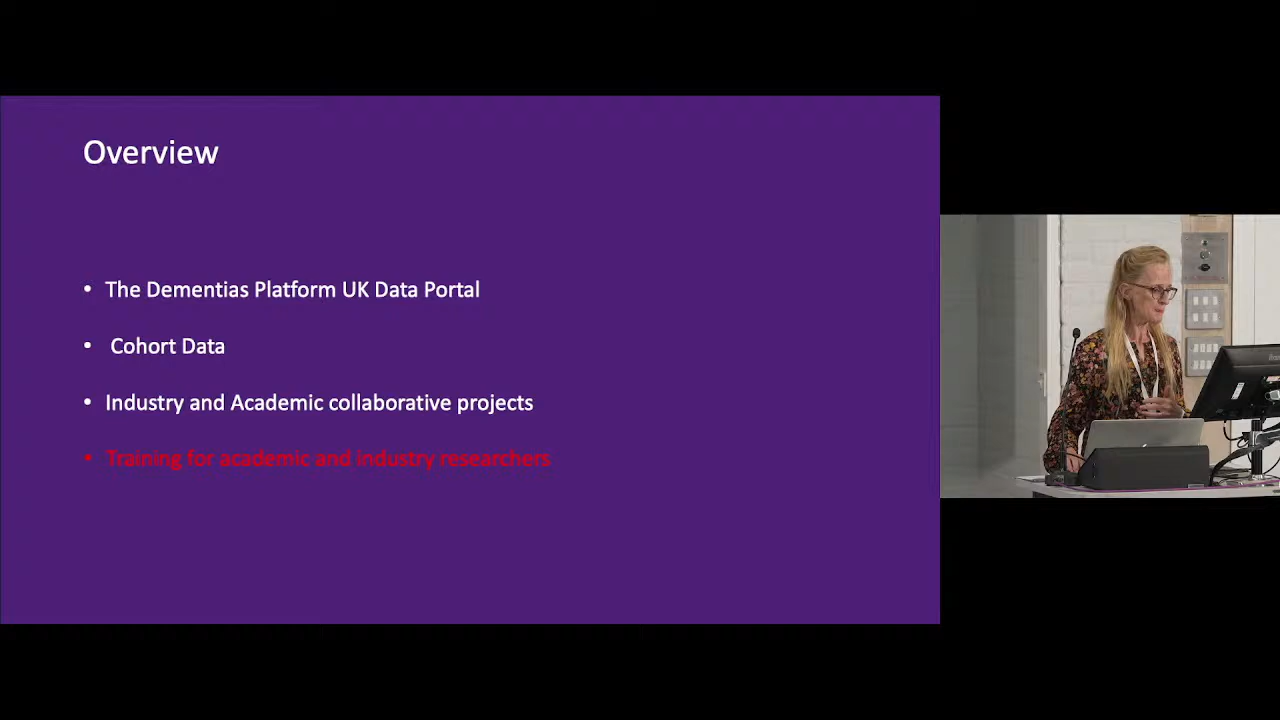 Overview
• The Dementias Platform UK Data Portal
• Cohort Data
• Industry and Academic collaborative projects
• Training for academic and industry researchers